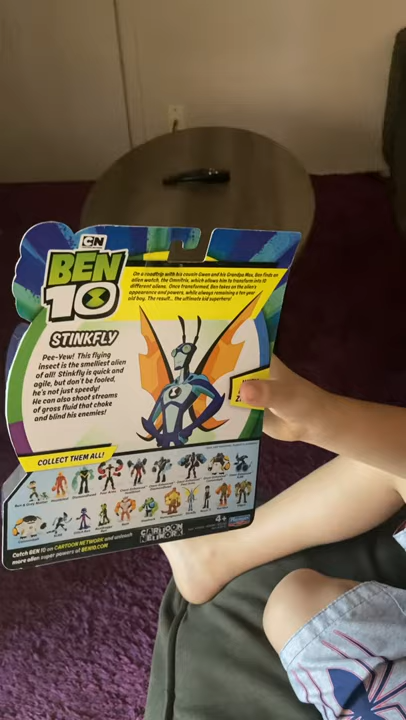 CN
BEN
10
On a roadtrip with his cousin Gwen and his Grandpa Max, Ben finds an
alien watch, the Omnitrix, which allows him to transform into 10
different aliens. Once transformed, Ben takes on the alien's
appearance and powers, while always remaining a ten year
old boy. The result... the ultimate kid superhero!
STINKFLY
Pee-Yew! This flying
insect is the smelliest alien
of all! Stinkfly is quick and
agile, but don't be fooled,
he's not just speedy!
He can also shoot streams
of gross fluid that choke
and blind his enemies!
COLLECT THEM ALL!
4+
CARTOON
NETWORK
Catch BEN 10 on CARTOON NETWORK and unleash
more alien super powers at BEN10.COM